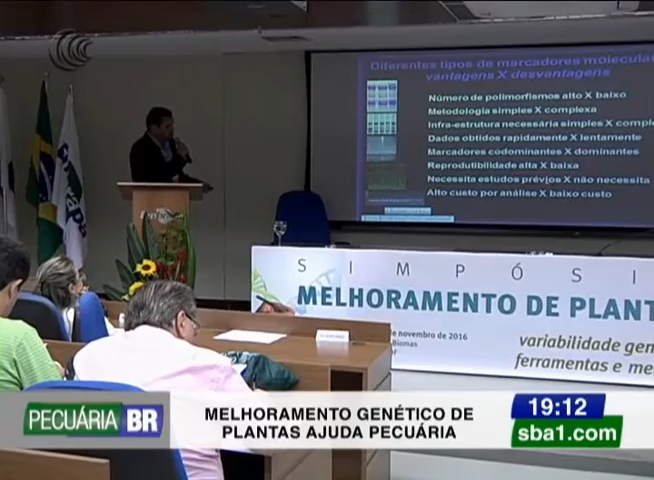 Diferentes tipos de marcadores molecula
vantagens X desvantagens
Número de polimorfismos alto X baixo
Metodologia simples X complexa
Infra-estrutura necessária simples X comple
Dados obtidos rapidamente X lentamente
Marcadores codominantes X dominantes
Reprodutibilidade alta X baixa
Necessita estudos prévios X não necessita
Alto custo por análise X baixo custo
SIMPÓSI
MELHORAMENTO DE PLANT
de novembro de 2016
Biomas
variabilidade gen
ferramentas e me
PECUÁRIA BR
MELHORAMENTO GENÉTICO DE
PLANTAS AJUDA PECUÁRIA
19:12
sba1.com